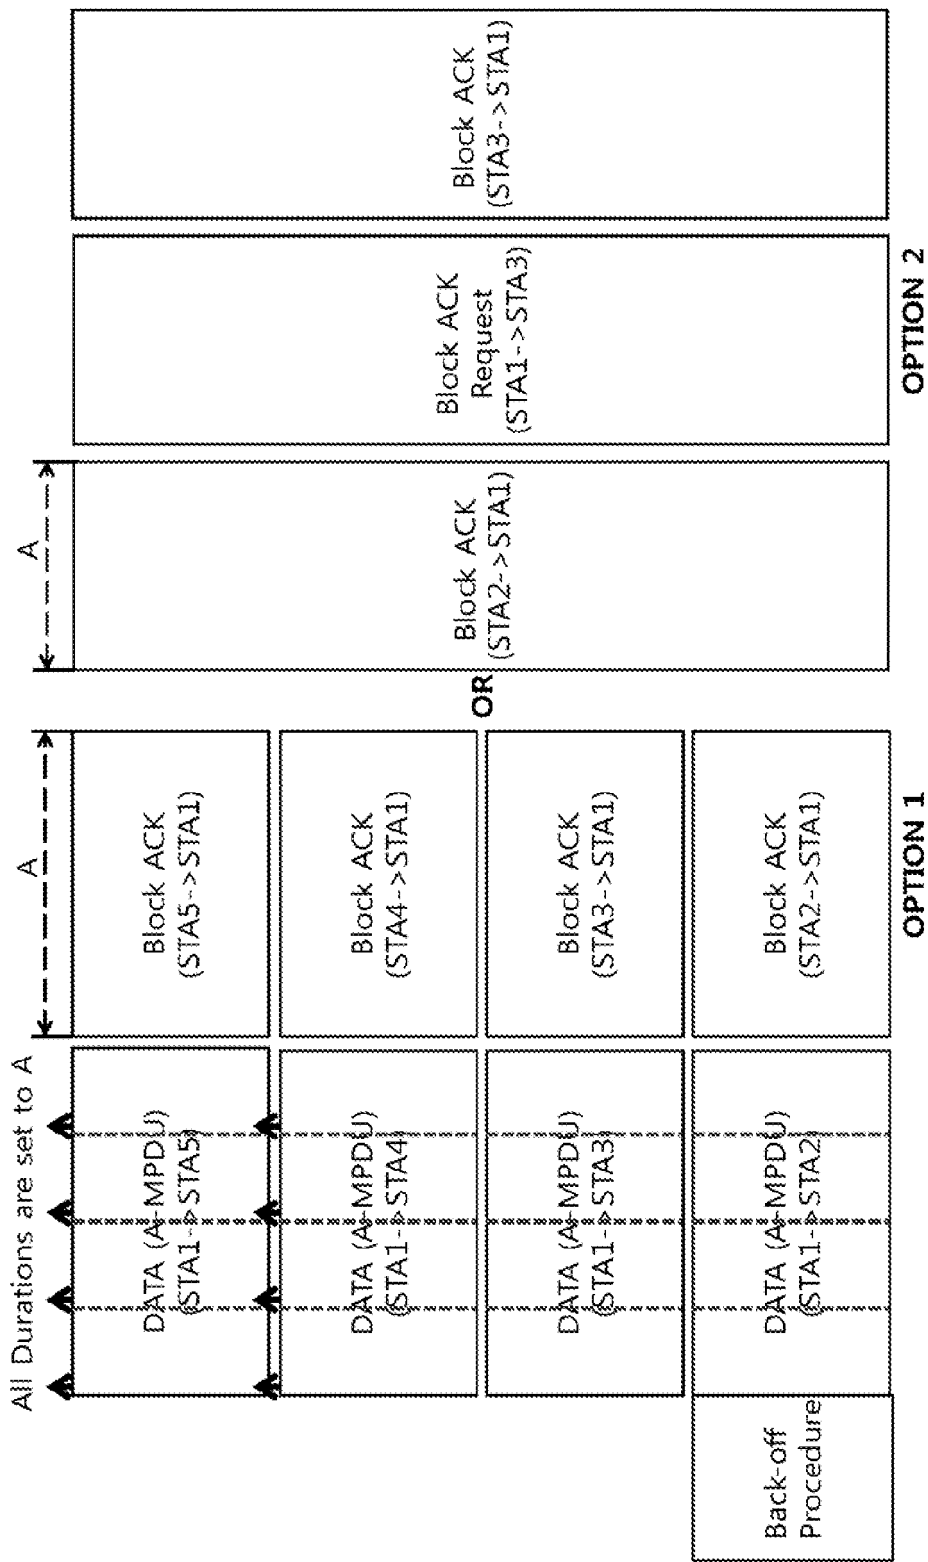 All Durations are set to A
A
A
DATA (A-MPDU)
(STA1->STA5)
Block ACK
(STA5-->STA1)
DATA (A-MPDU)
(STA1->STA4)
Block ACK
(STA4-->STA1)
DATA (A-MPDU)
(STA1->STA3)
Block ACK
(STA3-->STA1)
Back-off
Procedure
DATA (A-MPDU)
(STA1->STA2)
Block ACK
(STA2-->STA1)
OR
Block ACK
(STA2->STA1)
Block ACK
Request
(STA1->STA3)
Block ACK
(STA3->STA1)
OPTION 1
OPTION 2